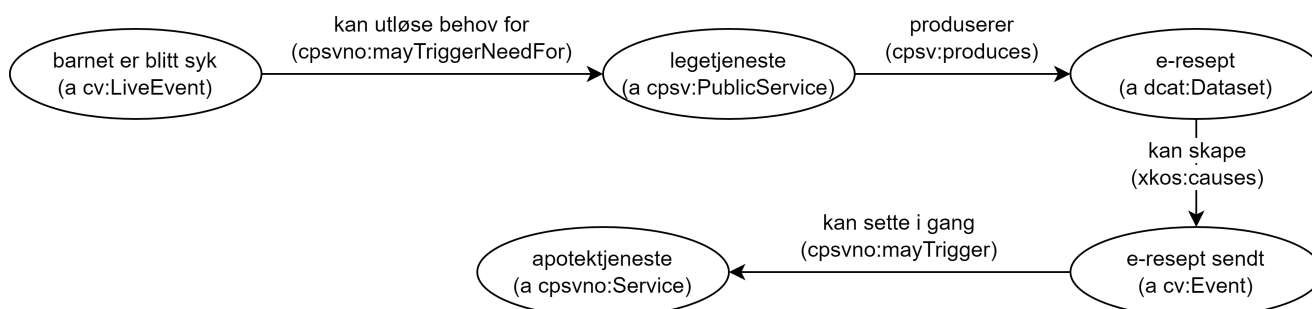 barnet er blitt syk
(a cv:LiveEvent)
kan utløse behov for
(cpsvno:mayTriggerNeedFor)
legetjeneste
(a cpsv:PublicService)
produserer
(cpsv:produces)
e-resept
(a dcat:Dataset)
kan skape
(xkos:causes)
e-resept sendt
(a cv:Event)
kan sette i gang
(cpsvno:mayTrigger)
apotektjeneste
(a cpsvno:Service)